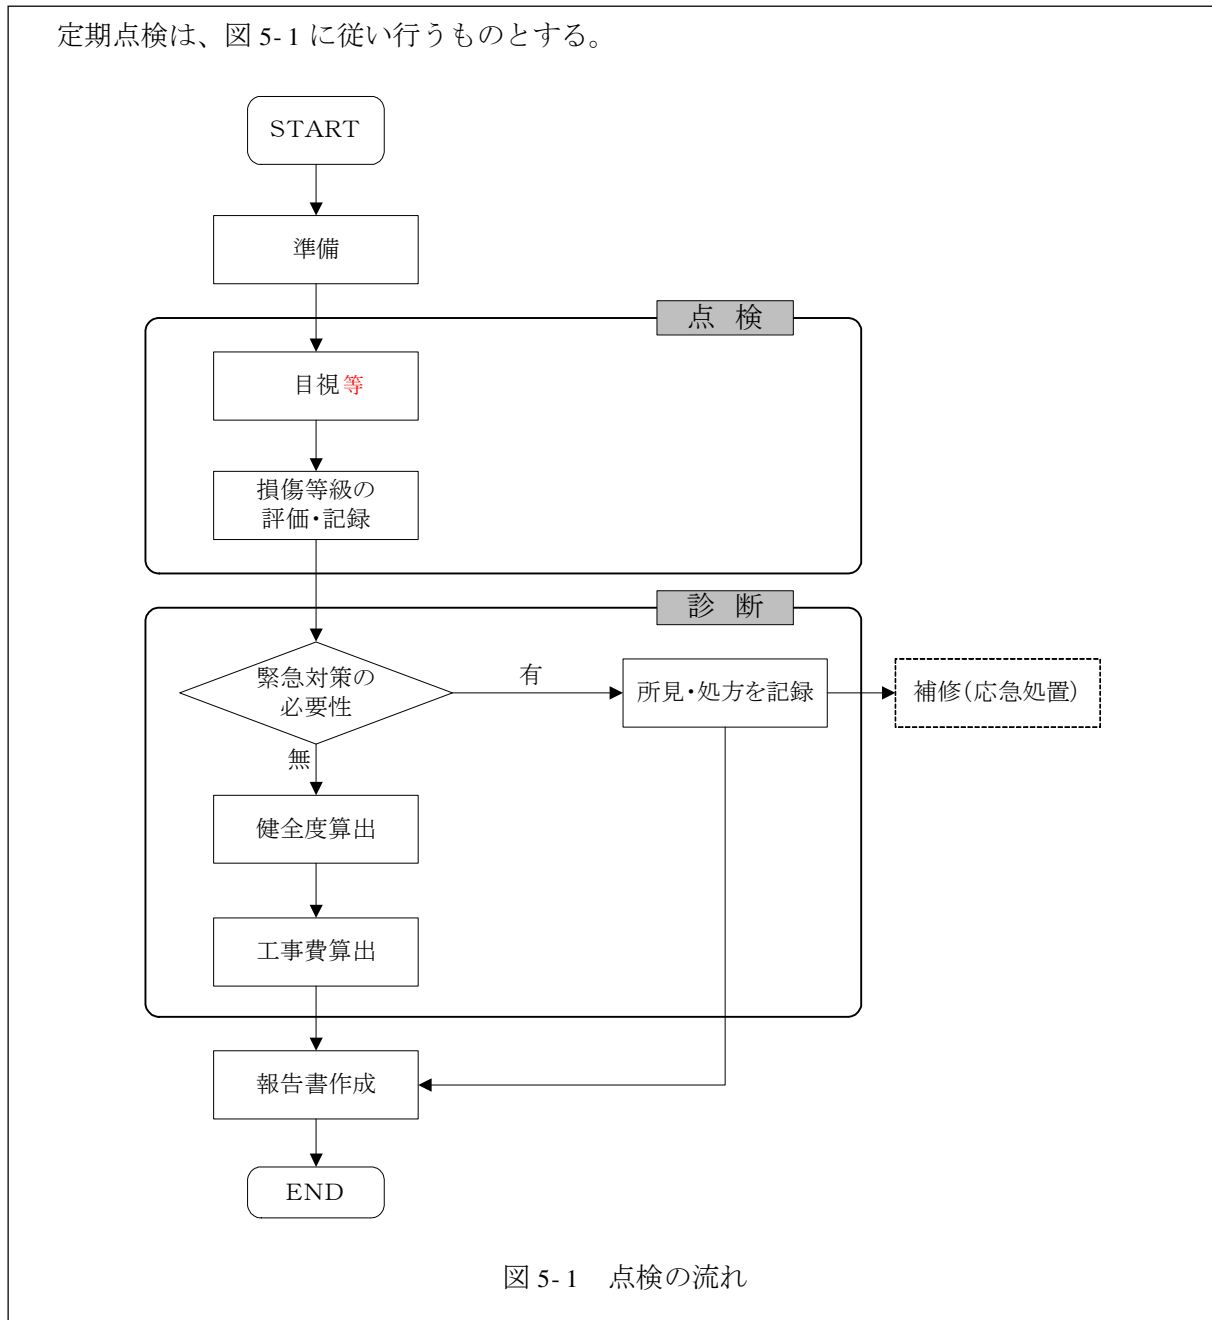 定期点検は、図 5-1 に従い行うものとする。
START
準備
点 検
目視等
損傷等級の
評価・記録
診 断
緊急対策の
必要性
有
所見・処方を記録
補修(応急処置)
無
健全度算出
工事費算出
報告書作成
END
図 5-1 点検の流れ